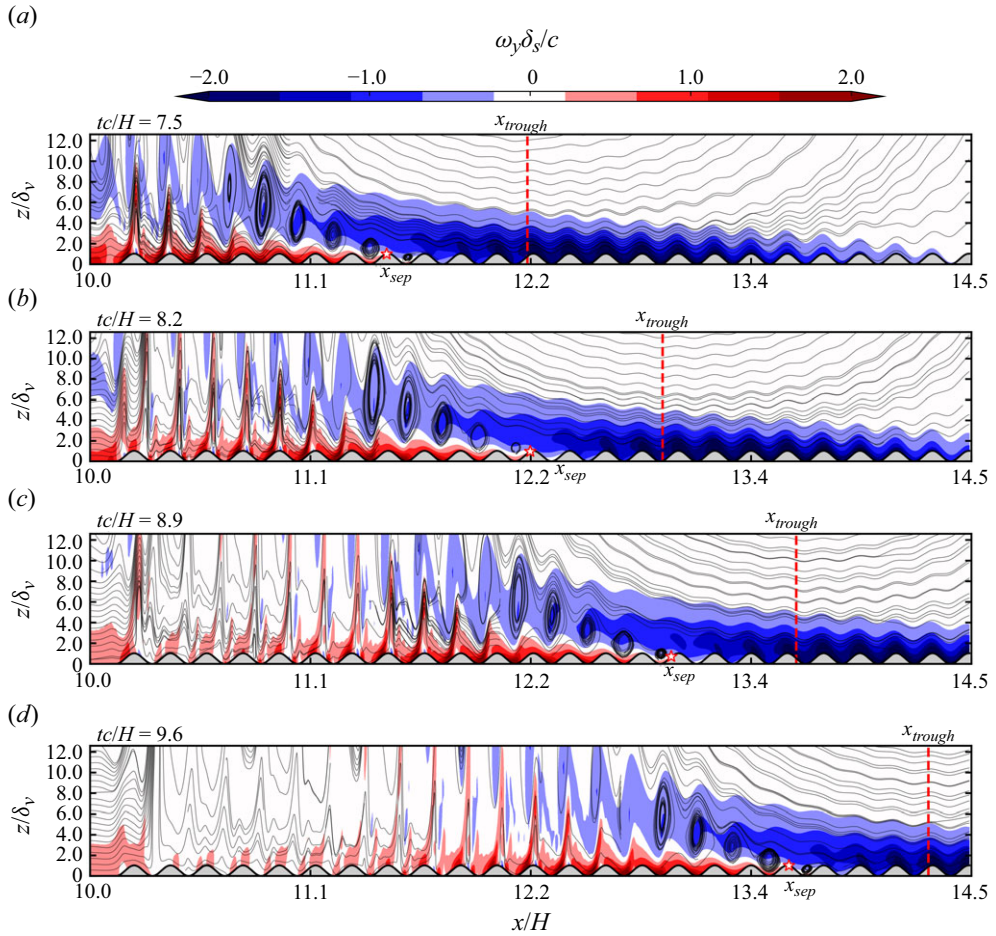 (a)
ω_y δ_s/c
−2.0 −1.0 0 1.0 2.0
tc/H = 7.5 x_trough
12.0
10.0
8.0
6.0
4.0
2.0
0
z/δ_v
x_sep
10.0 11.1 12.2 13.4 14.5
(b)
tc/H = 8.2 x_trough
12.0
10.0
8.0
6.0
4.0
2.0
0
z/δ_v
x_sep
10.0 11.1 12.2 13.4 14.5
(c)
tc/H = 8.9 x_trough
12.0
10.0
8.0
6.0
4.0
2.0
0
z/δ_v
x_sep
10.0 11.1 12.2 13.4 14.5
(d)
tc/H = 9.6 x_trough
12.0
10.0
8.0
6.0
4.0
2.0
0
z/δ_v
x_sep
10.0 11.1 12.2 13.4 14.5
x/H